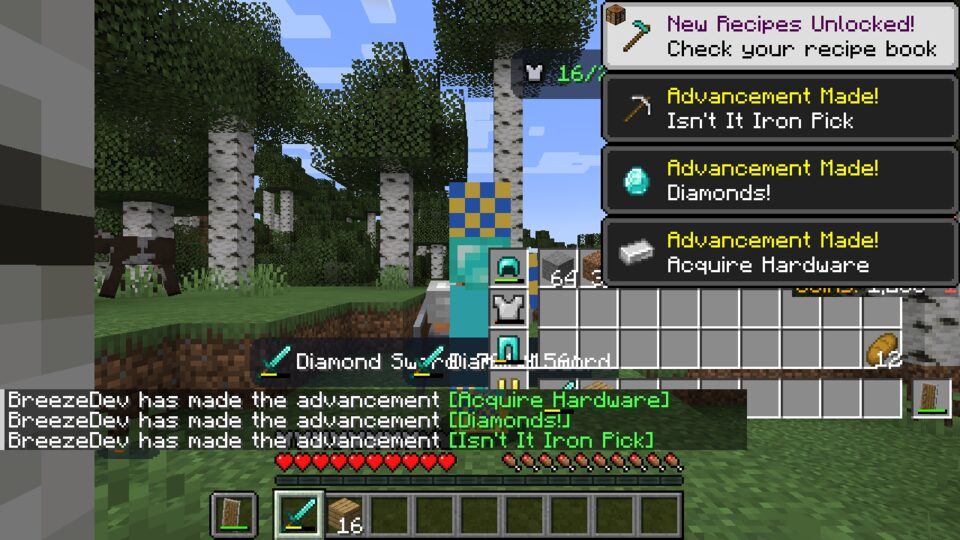 New Recipes Unlocked!
Check your recipe book
16/
Advancement Made!
Isn't It Iron Pick
Advancement Made!
Diamonds!
Advancement Made!
Acquire Hardware
64
12
Diamond
BreezeDev has made the advancement [Acquire Hardware]
BreezeDev has made the advancement [Diamonds!]
BreezeDev has made the advancement [Isn't It Iron Pick]
16